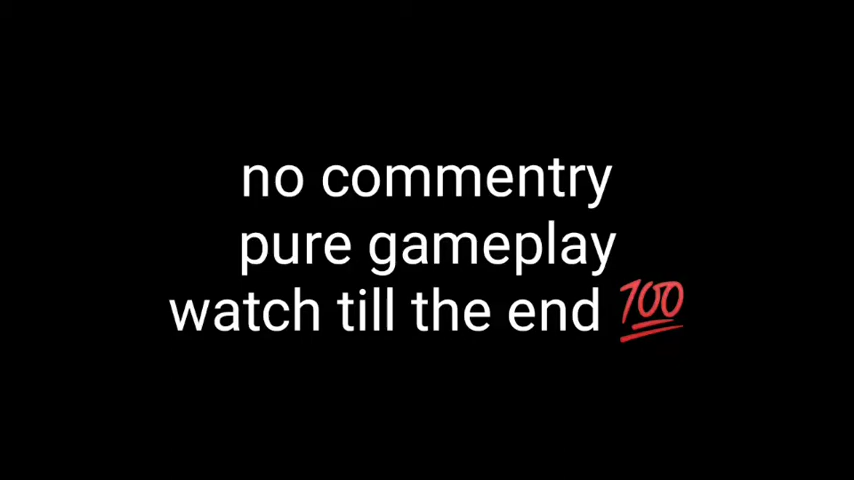 no commentry
pure gameplay
watch till the end 💯